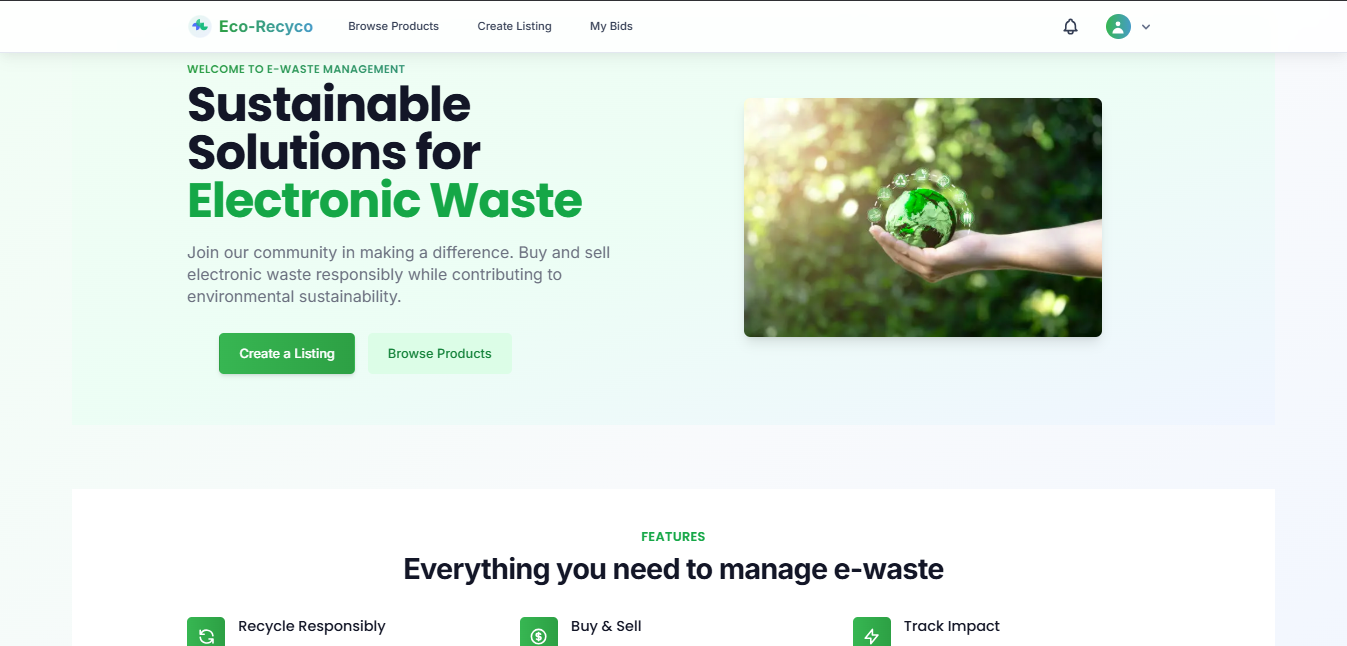 Eco-Recyco
Browse Products
Create Listing
My Bids
WELCOME TO E-WASTE MANAGEMENT
Sustainable
Solutions for
Electronic Waste
Join our community in making a difference. Buy and sell
electronic waste responsibly while contributing to
environmental sustainability.
Create a Listing
Browse Products
FEATURES
Everything you need to manage e-waste
Recycle Responsibly
Buy & Sell
Track Impact